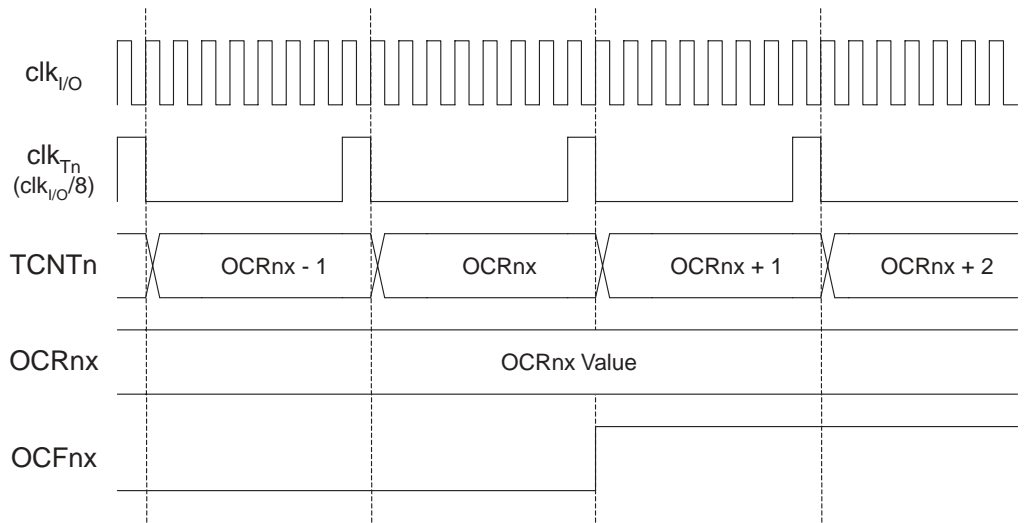 clkI/O
clkTn
(clkI/O/8)
TCNTn
OCRnx - 1
OCRnx
OCRnx + 1
OCRnx + 2
OCRnx
OCRnx Value
OCFnx